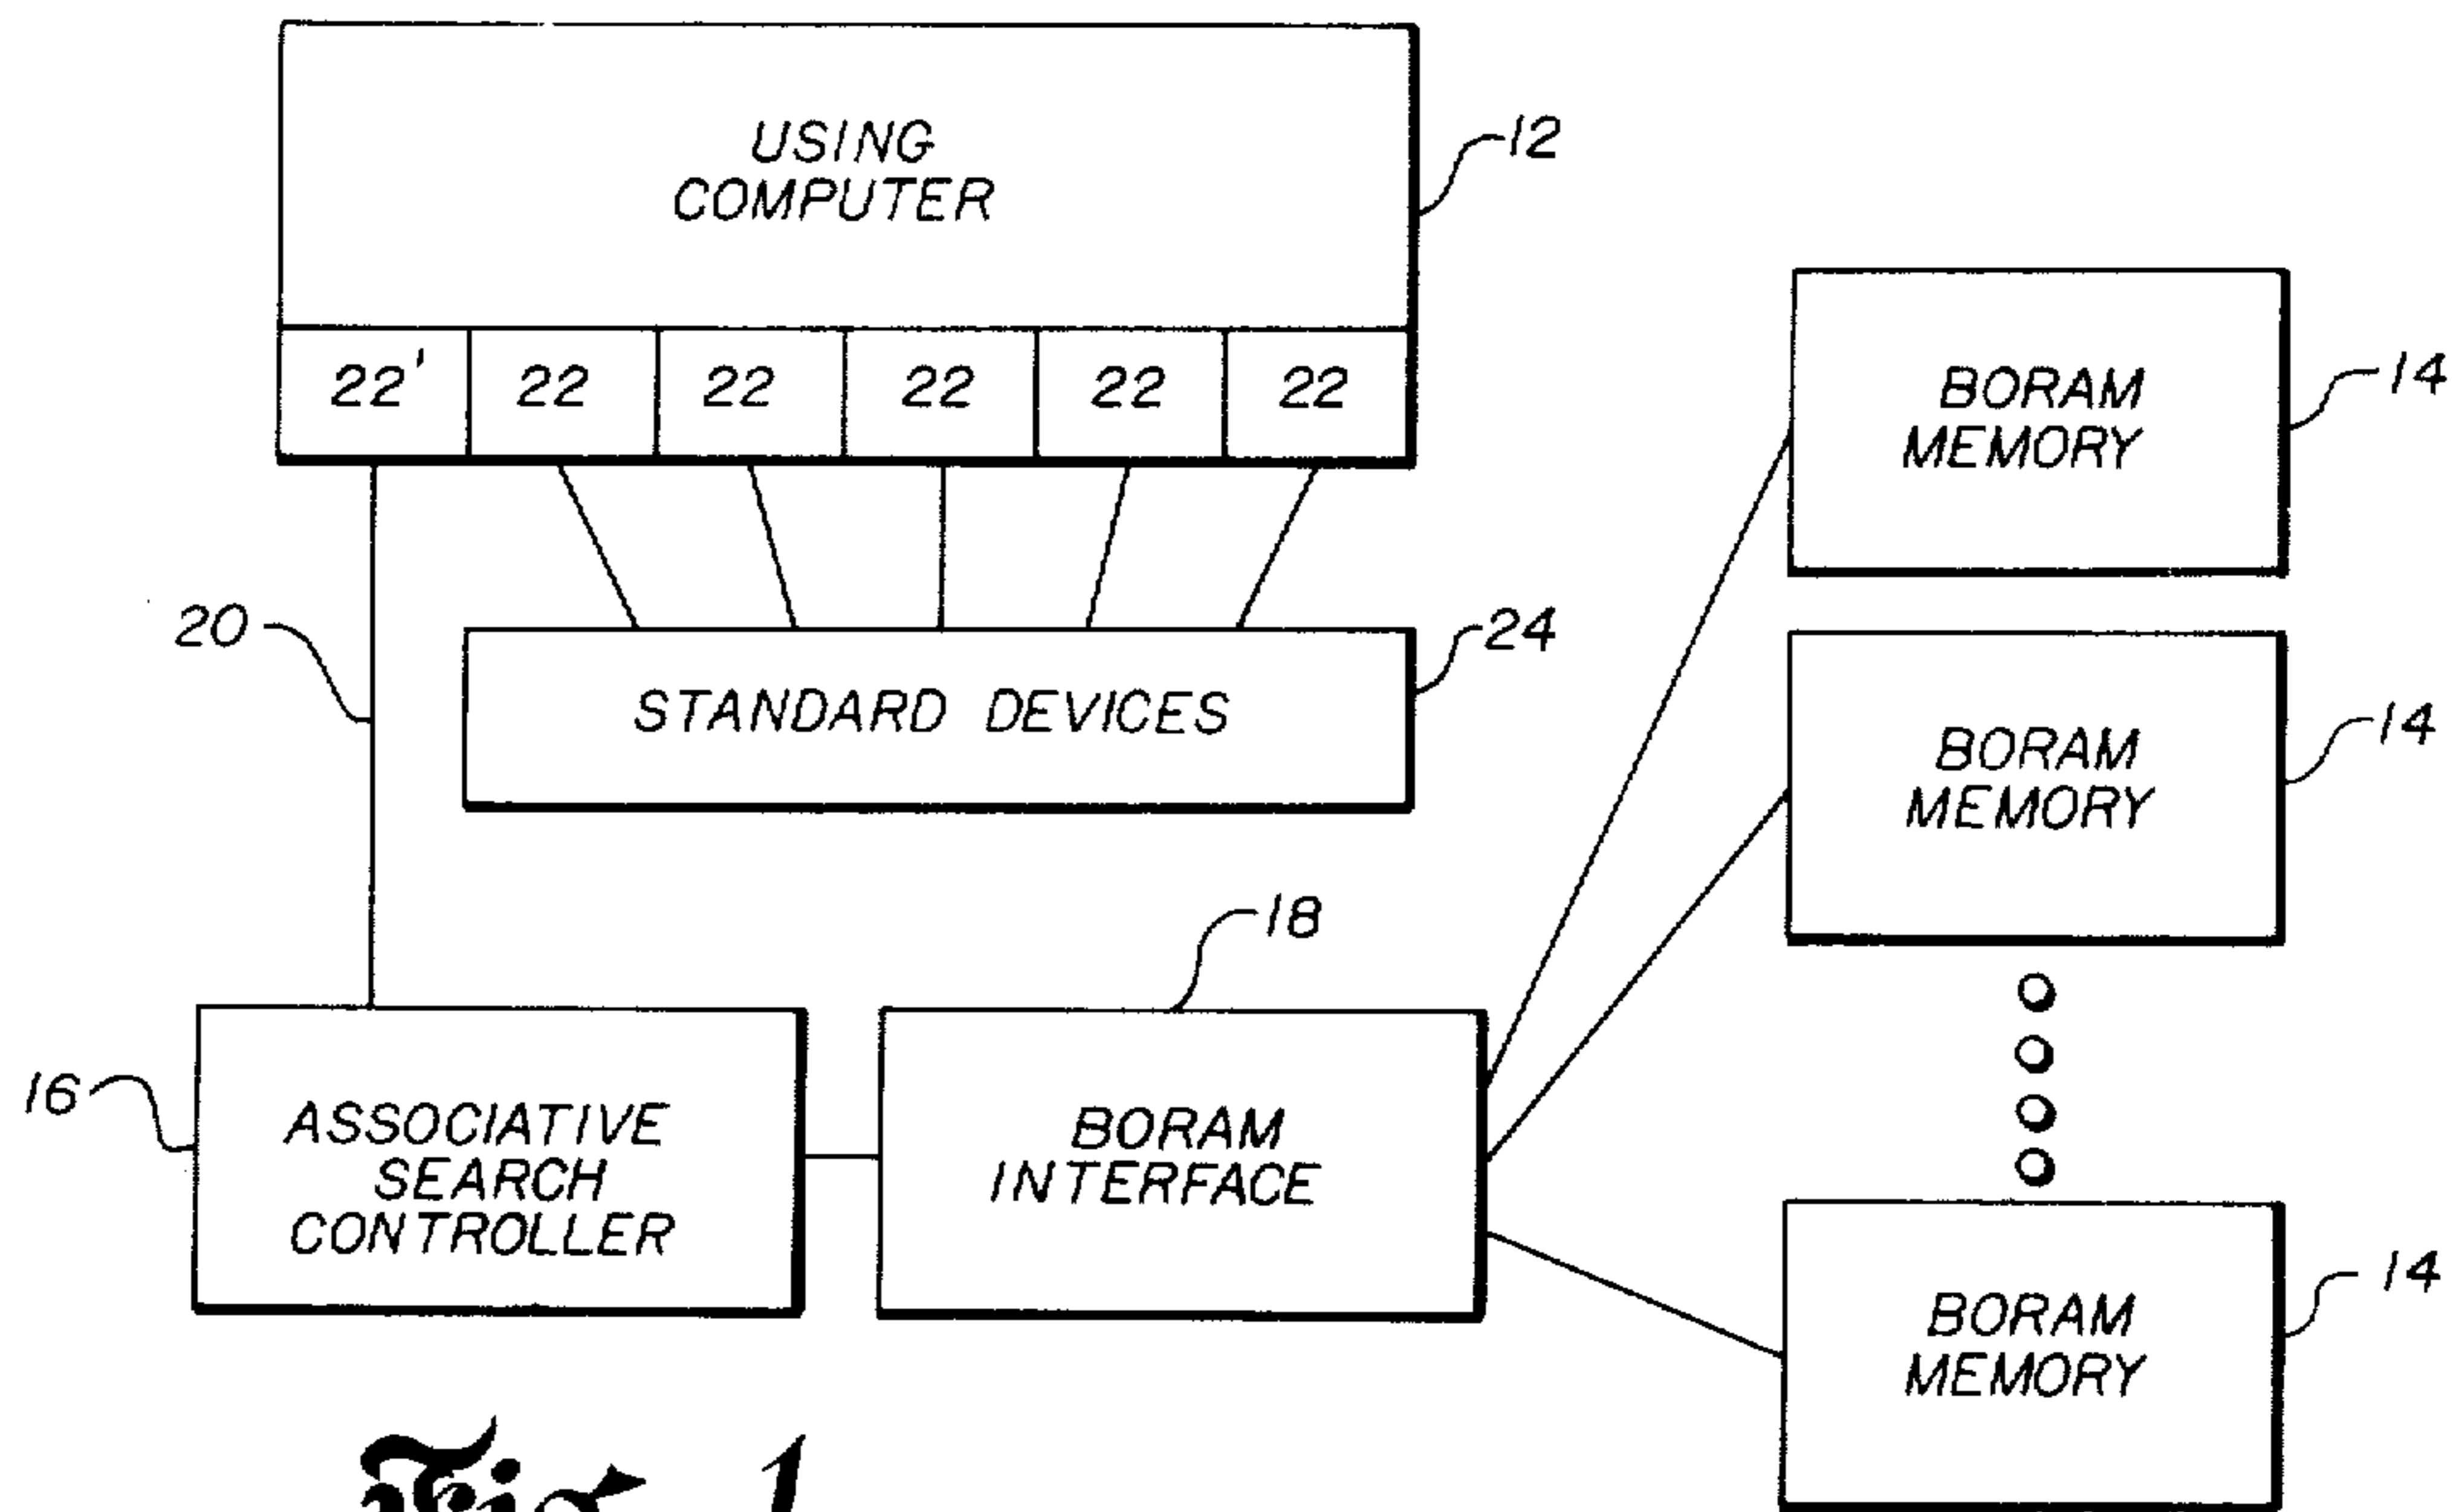 USING
COMPUTER
12
22' 22 22 22 22 22
20
STANDARD DEVICES
24
BORAM
MEMORY
14
BORAM
MEMORY
14
BORAM
MEMORY
14
16
ASSOCIATIVE
SEARCH
CONTROLLER
18
BORAM
INTERFACE
Fig. 1